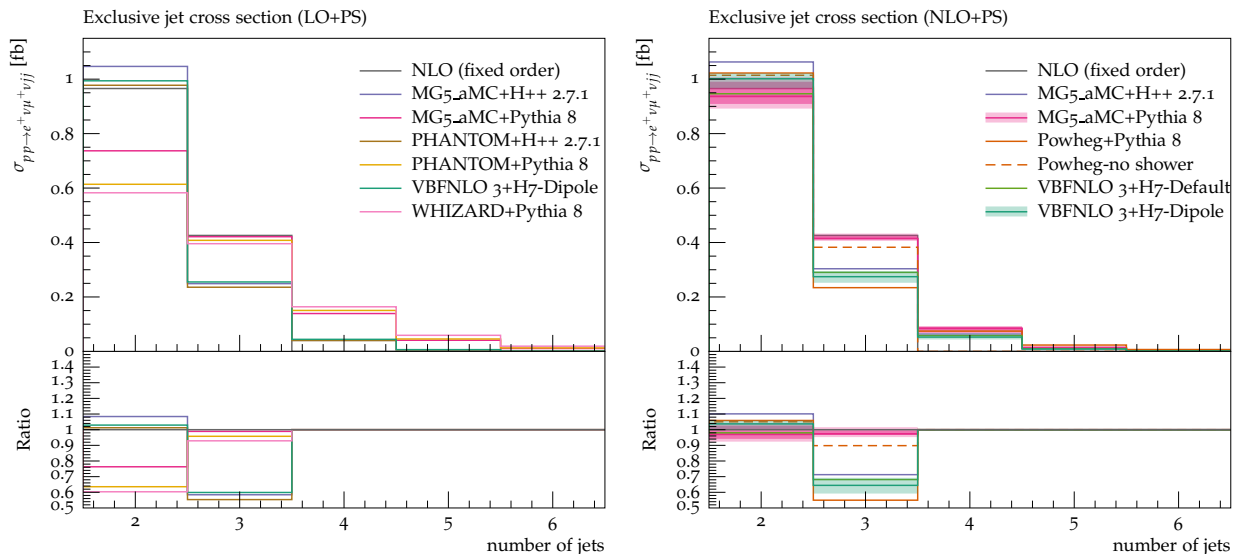 Exclusive jet cross section (LO+PS)
σpp→e⁺νμ⁺νjj [fb]
NLO (fixed order)
MG5_aMC+H++ 2.7.1
MG5_aMC+Pythia 8
PHANTOM+H++ 2.7.1
PHANTOM+Pythia 8
VBFNLO 3+H7-Dipole
WHIZARD+Pythia 8
1
0.8
0.6
0.4
0.2
0
Ratio
1.4
1.3
1.2
1.1
1
0.9
0.8
0.7
0.6
0.5
2 3 4 5 6
number of jets
Exclusive jet cross section (NLO+PS)
σpp→e⁺νμ⁺νjj [fb]
NLO (fixed order)
MG5_aMC+H++ 2.7.1
MG5_aMC+Pythia 8
Powheg+Pythia 8
Powheg-no shower
VBFNLO 3+H7-Default
VBFNLO 3+H7-Dipole
1
0.8
0.6
0.4
0.2
0
Ratio
1.4
1.3
1.2
1.1
1
0.9
0.8
0.7
0.6
0.5
2 3 4 5 6
number of jets